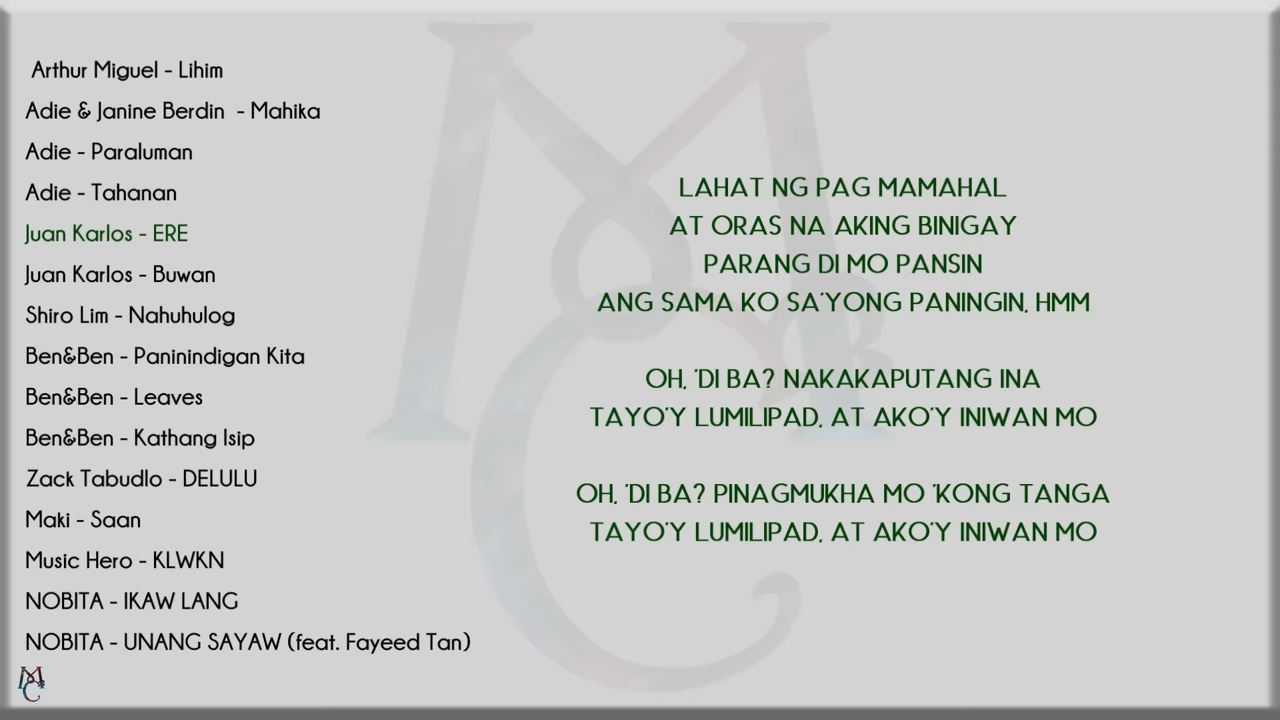 Arthur Miguel - Lihim
Adie & Janine Berdin - Mahika
Adie - Paraluman
Adie - Tahanan
Juan Karlos - ERE
Juan Karlos - Buwan
Shiro Lim - Nahuhulog
Ben&Ben - Paninindigan Kita
Ben&Ben - Leaves
Ben&Ben - Kathang Isip
Zack Tabudlo - DELULU
Maki - Saan
Music Hero - KLWKN
NOBITA - IKAW LANG
NOBITA - UNANG SAYAW (feat. Fayeed Tan)
LAHAT NG PAG MAMAHAL
AT ORAS NA AKING BINIGAY
PARANG DI MO PANSIN
ANG SAMA KO SA'YONG PANINGIN, HMM
OH, 'DI BA? NAKAKAPUTANG INA
TAYO'Y LUMILIPAD, AT AKO'Y INIWAN MO
OH, 'DI BA? PINAGMUKHA MO 'KONG TANGA
TAYO'Y LUMILIPAD, AT AKO'Y INIWAN MO